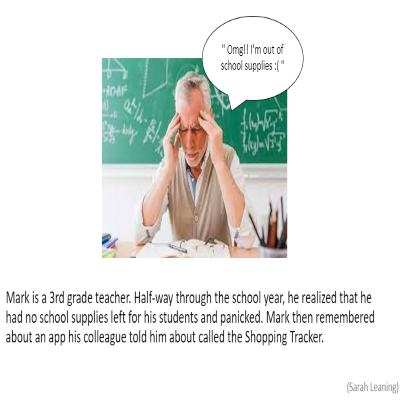 " Omg!! I'm out of
school supplies :( "
Mark is a 3rd grade teacher. Half-way through the school year, he realized that he
had no school supplies left for his students and panicked. Mark then remembered
about an app his colleague told him about called the Shopping Tracker.
(Sarah Leaning)